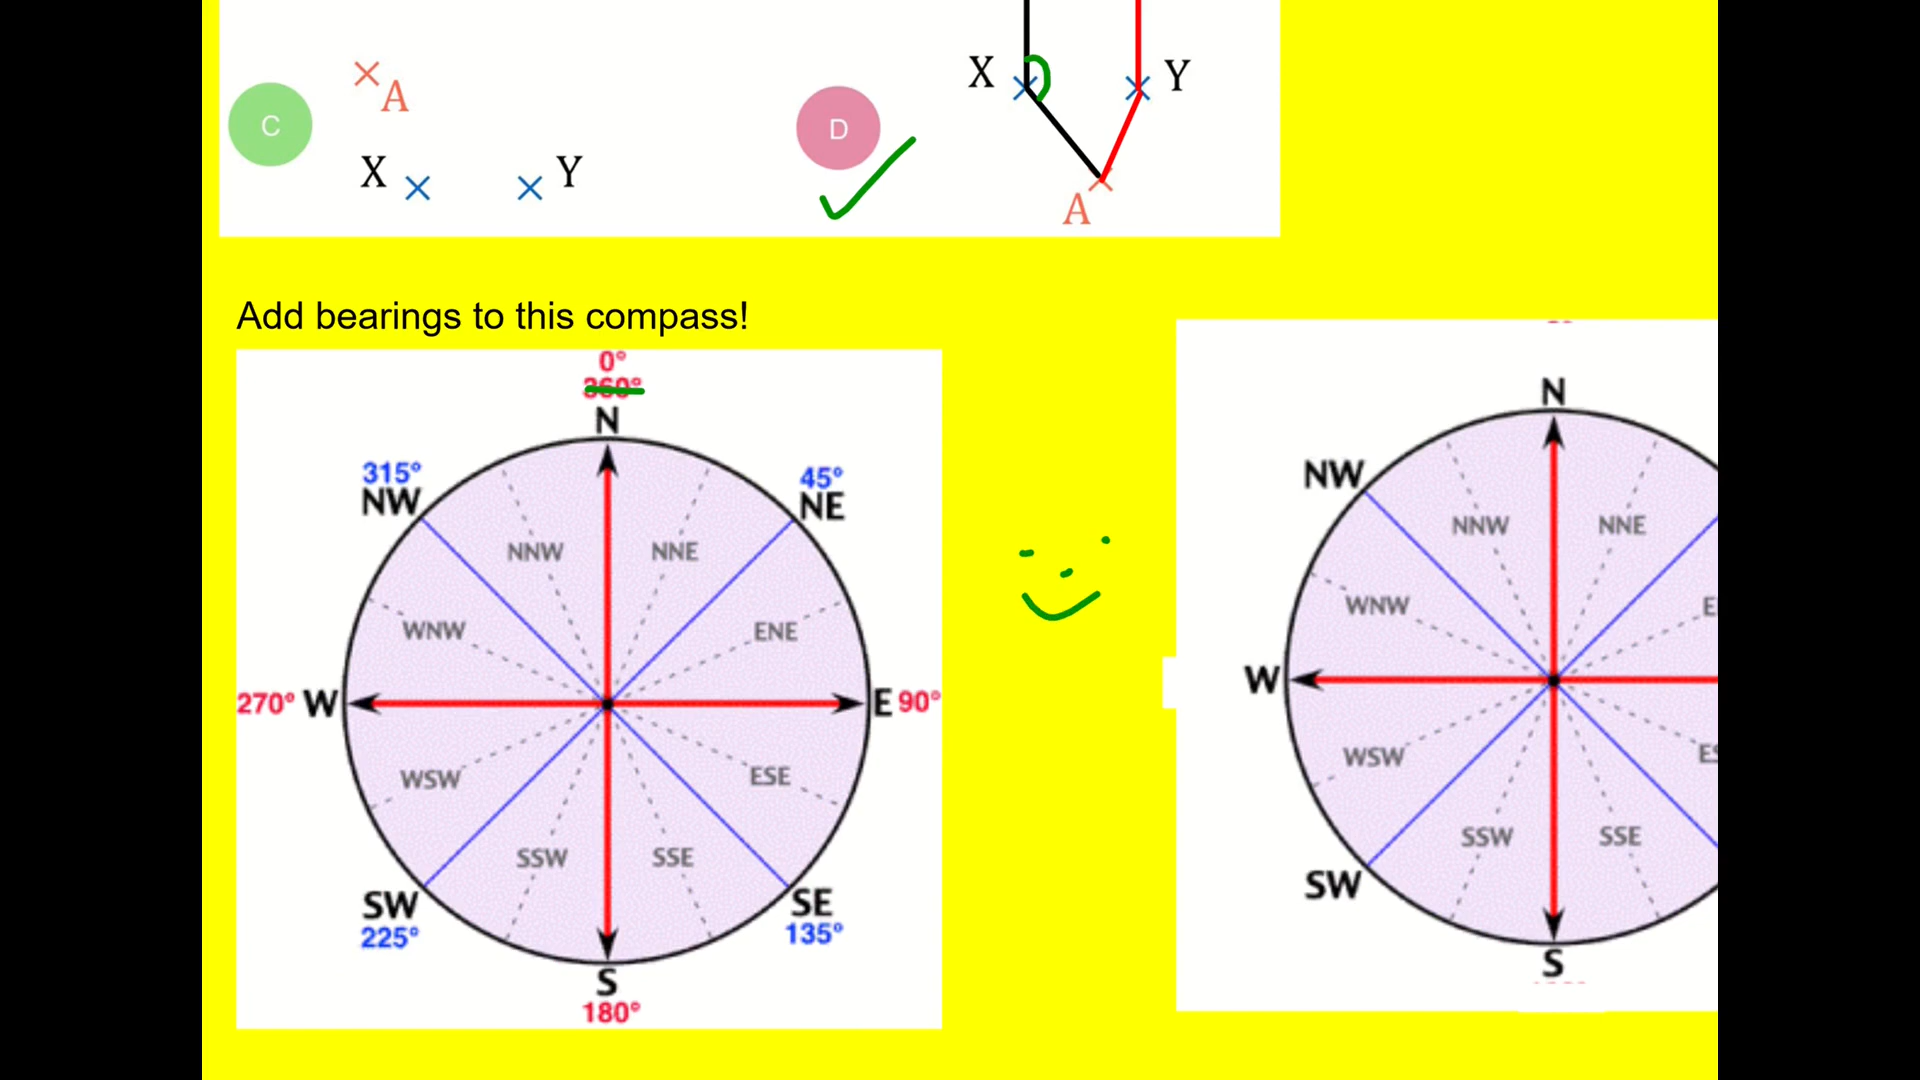 X
Y
A
C
D
X
Y
A
Add bearings to this compass!
0°
360°
N
315°
NW
45°
NE
NNW
NNE
WNW
ENE
270° W
E 90°
WSW
ESE
SSW
SSE
SW
225°
SE
135°
S
180°
N
NW
NNW
NNE
WNW
E
W
WSW
ES
SSW
SSE
SW
S